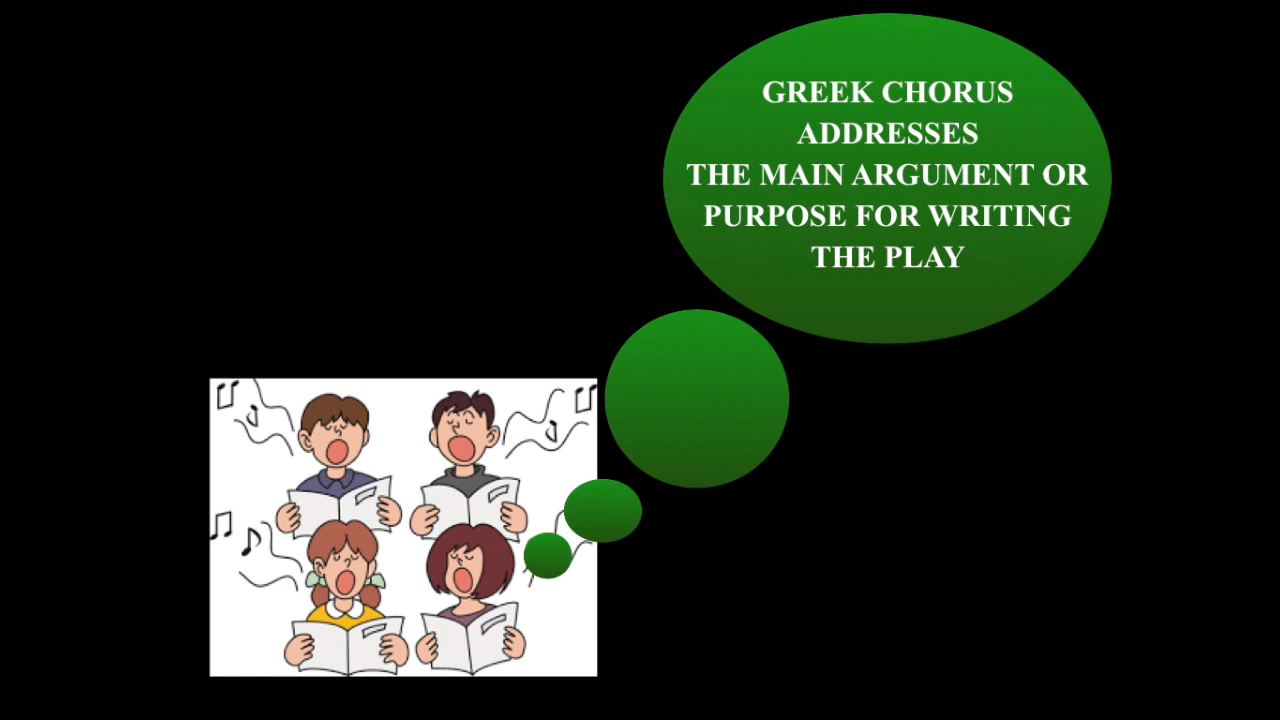 GREEK CHORUS
ADDRESSES
THE MAIN ARGUMENT OR
PURPOSE FOR WRITING
THE PLAY